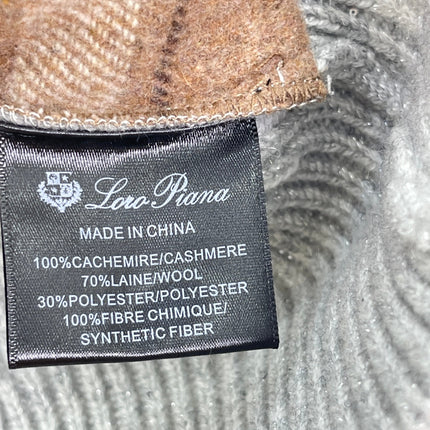 Loro Piana
MADE IN CHINA
100%CACHEMIRE/CASHMERE
70%LAINE/WOOL
30%POLYESTER/POLYESTER
100%FIBRE CHIMIQUE/
SYNTHETIC FIBER